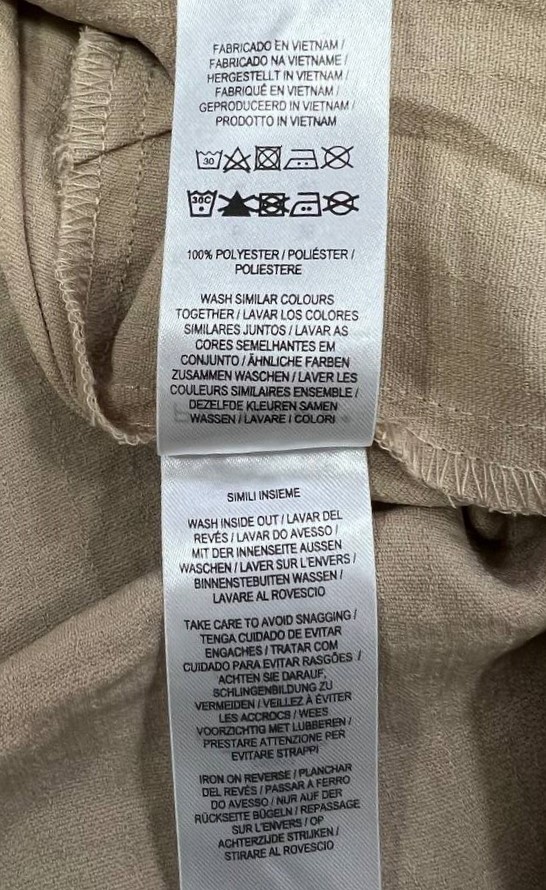 FABRICADO EN VIETNAM /
FABRICADO NA VIETNAME /
HERGESTELLT IN VIETNAM /
FABRIQUÉ EN VIETNAM /
GEPRODUCEERD IN VIETNAM /
PRODOTTO IN VIETNAM
30
30C
100% POLYESTER / POLIÉSTER /
POLIESTERE
WASH SIMILAR COLOURS
TOGETHER / LAVAR LOS COLORES
SIMILARES JUNTOS / LAVAR AS
CORES SEMELHANTES EM
CONJUNTO / ÄHNLICHE FARBEN
ZUSAMMEN WASCHEN / LAVER LES
COULEURS SIMILAIRES ENSEMBLE /
DEZELFDE KLEUREN SAMEN
WASSEN / LAVARE I COLORI
SIMILI INSIEME
WASH INSIDE OUT / LAVAR DEL
REVÉS / LAVAR DO AVESSO /
MIT DER INNENSEITE AUSSEN
WASCHEN / LAVER SUR L'ENVERS /
BINNENSTEBUITEN WASSEN /
LAVARE AL ROVESCIO
TAKE CARE TO AVOID SNAGGING /
TENGA CUIDADO DE EVITAR
ENGACHES / TRATAR COM
CUIDADO PARA EVITAR RASGÕES /
ACHTEN SIE DARAUF,
SCHLINGENBILDUNG ZU
VERMEIDEN / VEILLEZ À ÉVITER
LES ACCROCS / WEES
VOORZICHTIG MET LUBBEREN /
PRESTARE ATTENZIONE PER
EVITARE STRAPPI
IRON ON REVERSE / PLANCHAR
DEL REVÉS / PASSAR A FERRO
DO AVESSO / NUR AUF DER
RÜCKSEITE BÜGELN / REPASSAGE
SUR L'ENVERS / OP
ACHTERZIJDE STRIJKEN /
STIRARE AL ROVESCIO